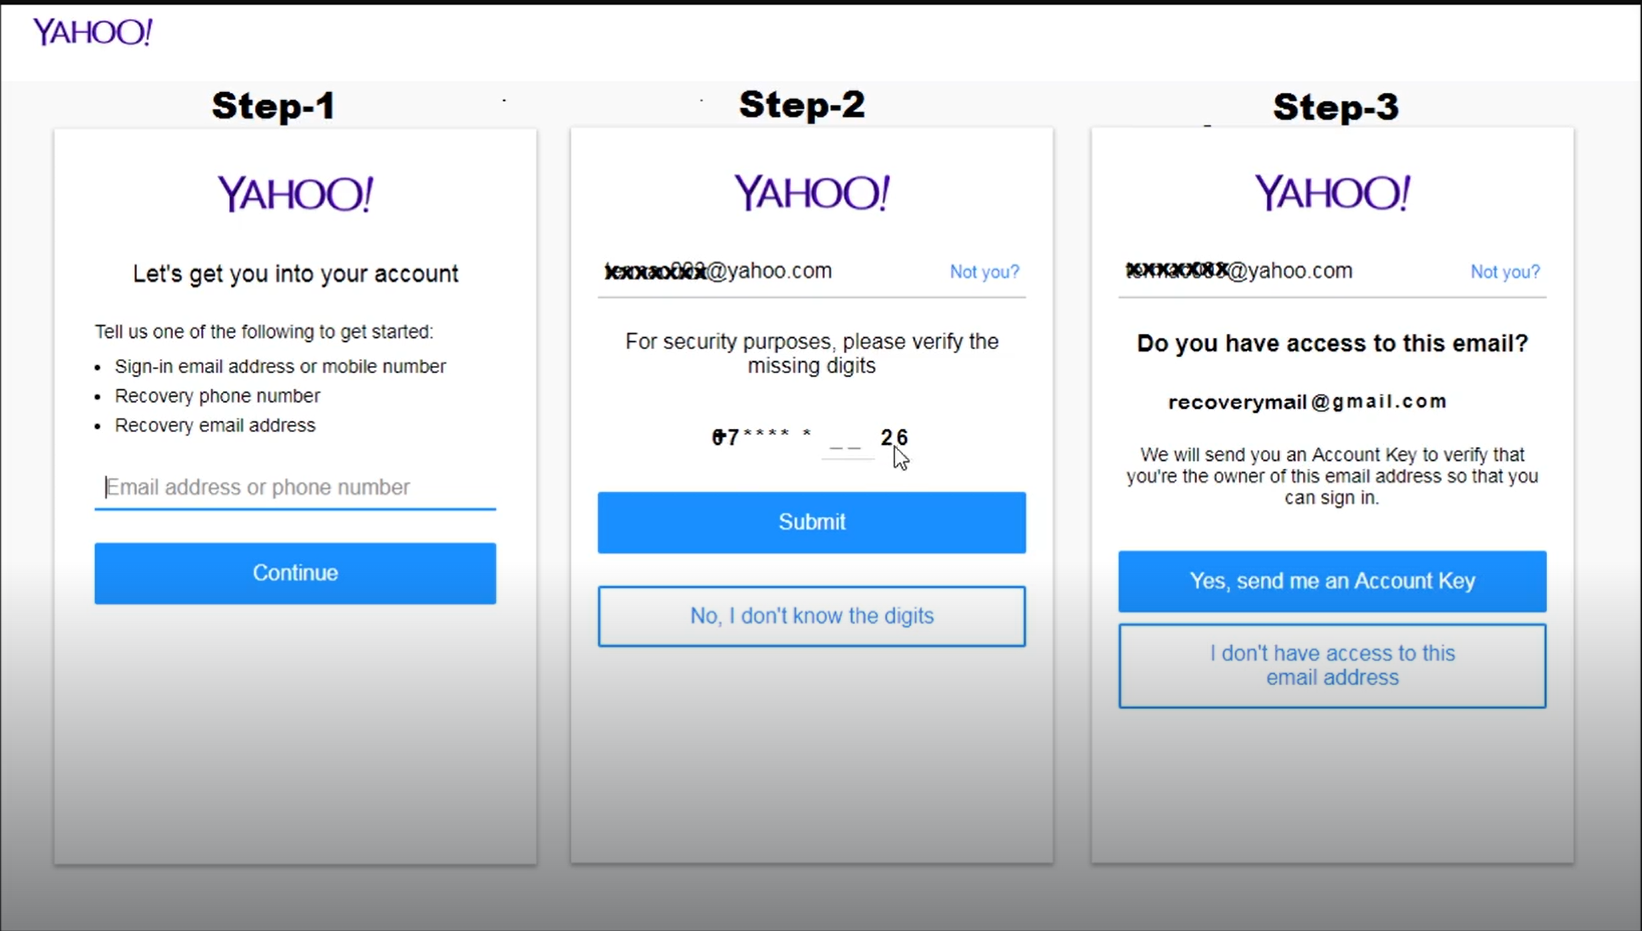 YAHOO!
Step-1
YAHOO!
Let's get you into your account
Tell us one of the following to get started:
• Sign-in email address or mobile number
• Recovery phone number
• Recovery email address
Email address or phone number
Continue
Step-2
YAHOO!
@yahoo.com Not you?
For security purposes, please verify the
missing digits
7**** * _ _ 26
Submit
No, I don't know the digits
Step-3
YAHOO!
@yahoo.com Not you?
Do you have access to this email?
recoverymail@gmail.com
We will send you an Account Key to verify that
you're the owner of this email address so that you
can sign in.
Yes, send me an Account Key
I don't have access to this
email address